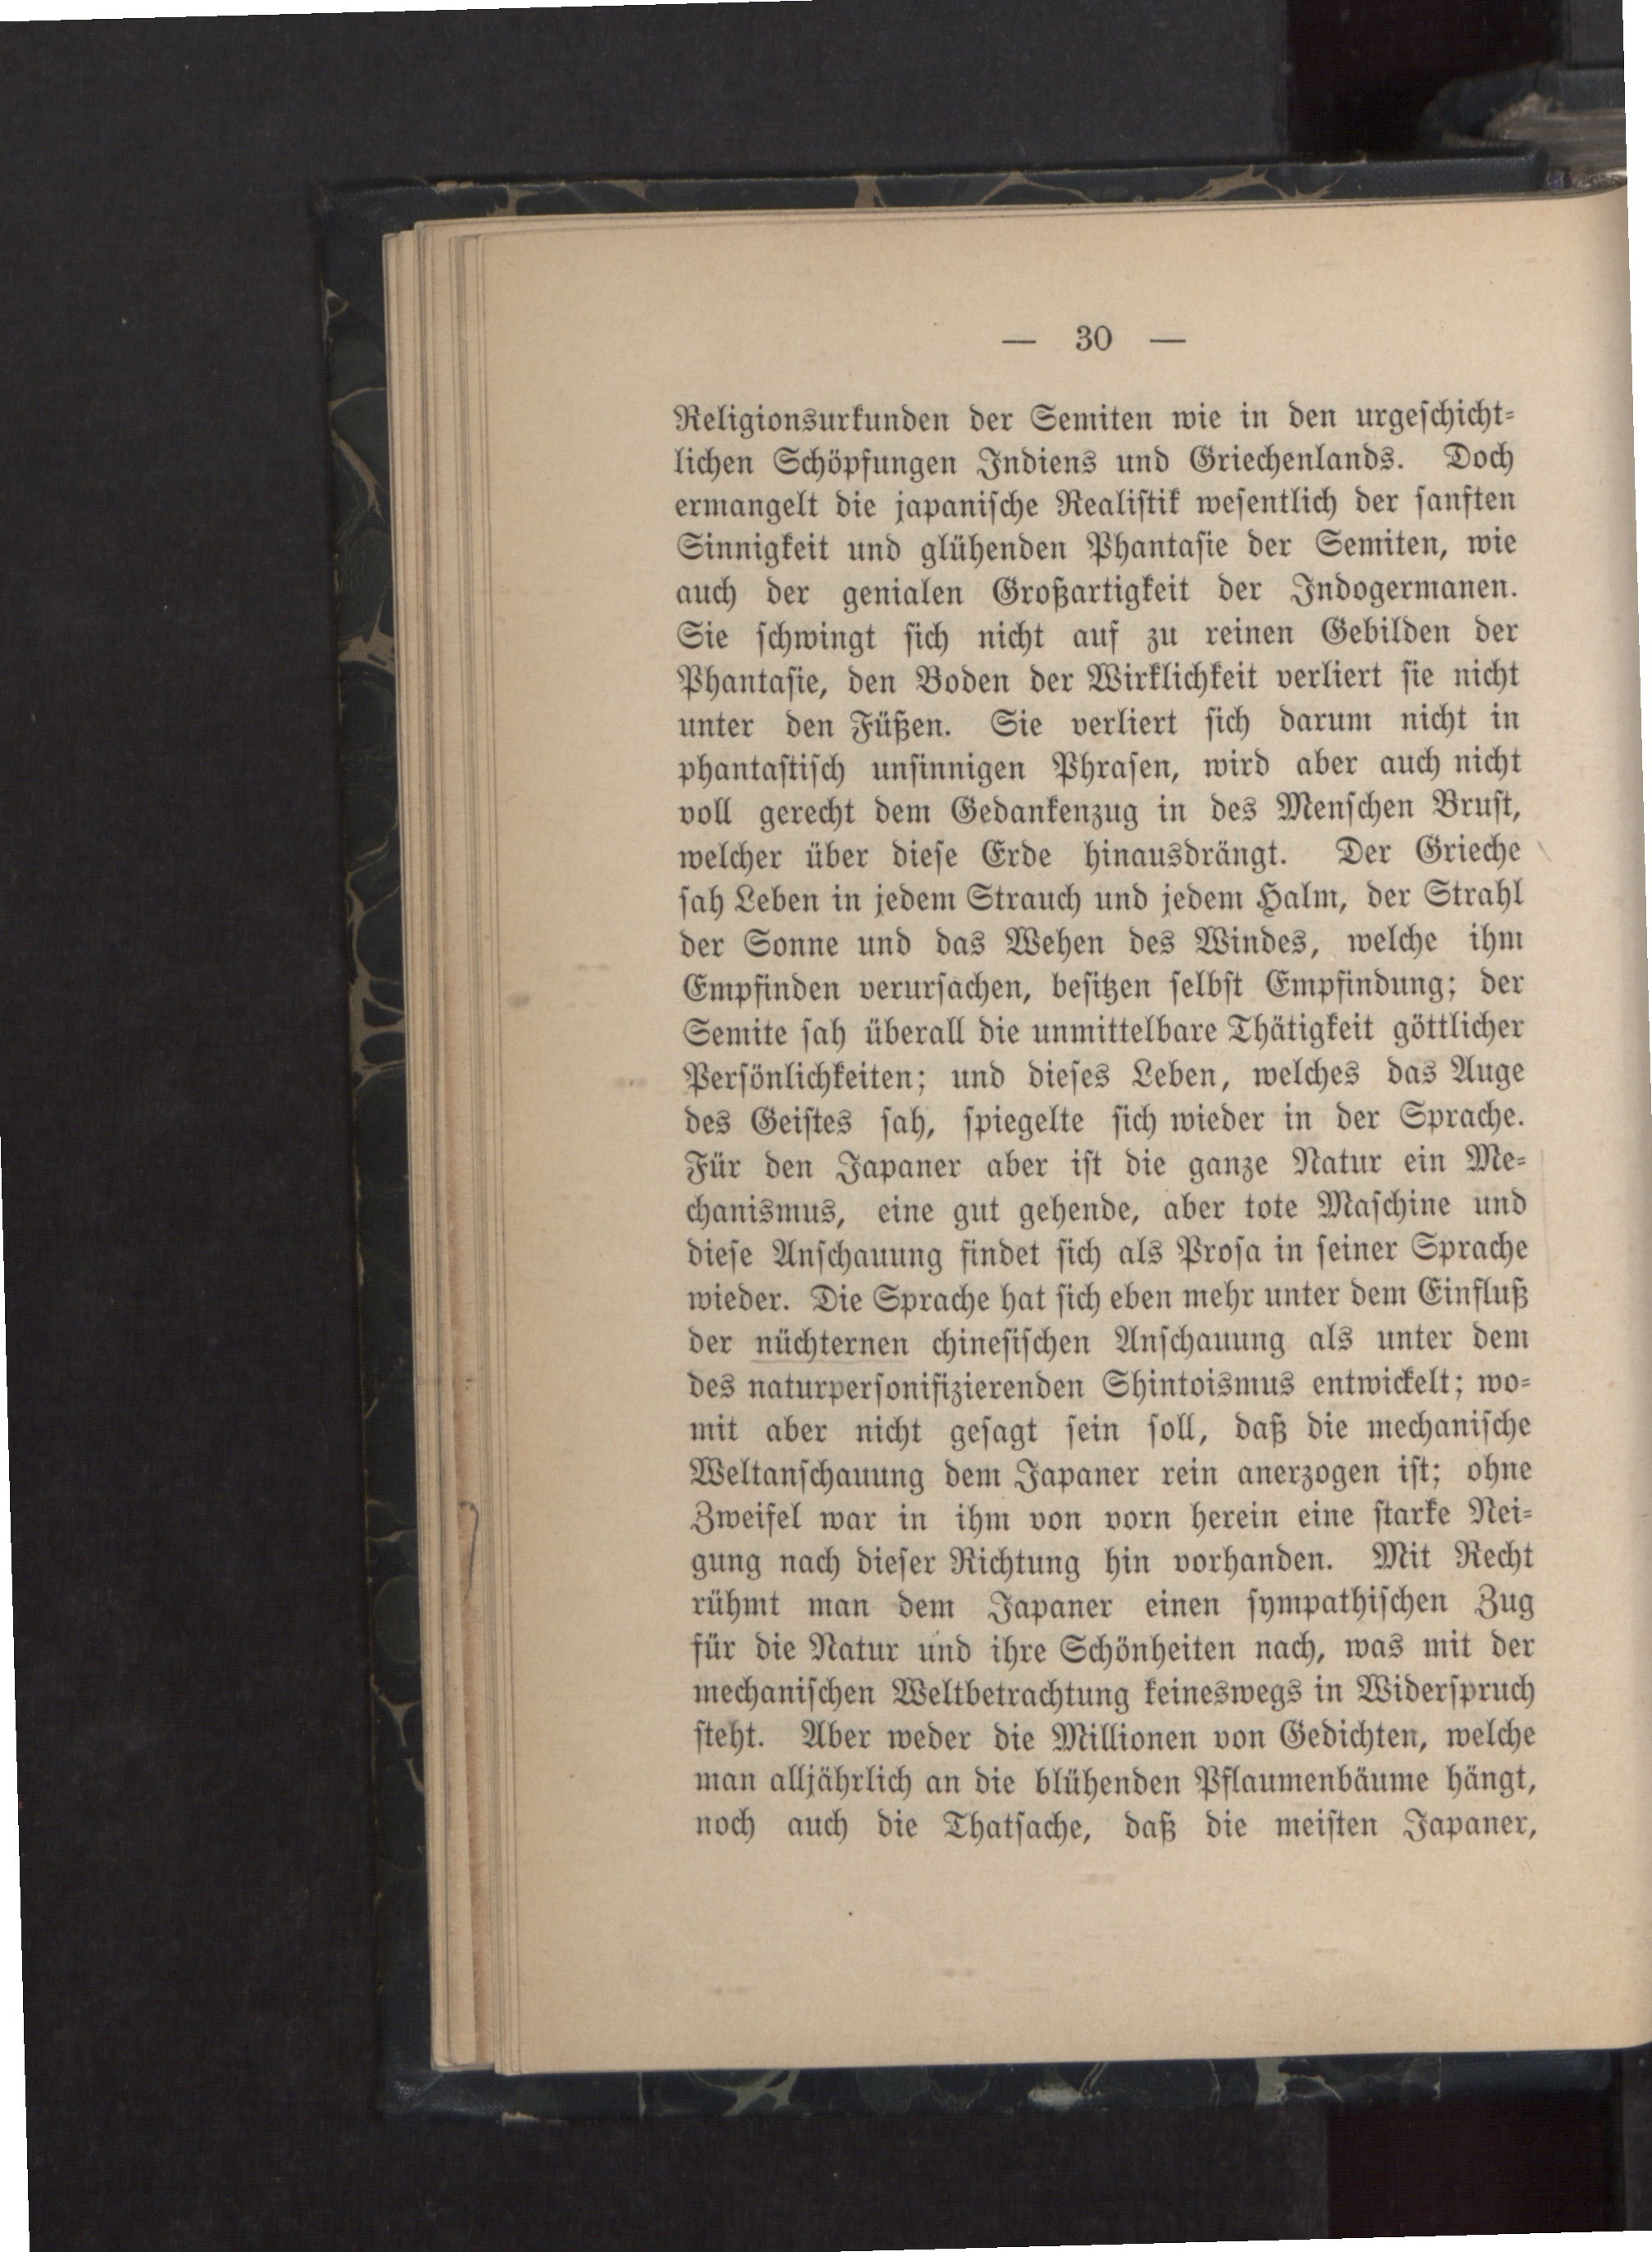 — 30 —
Religionsurkunden der Semiten wie in den urgeschicht-
lichen Schöpfungen Indiens und Griechenlands. Doch
ermangelt die japanische Realistik wesentlich der sanften
Sinnigkeit und glühenden Phantasie der Semiten, wie
auch der genialen Großartigkeit der Indogermanen.
Sie schwingt sich nicht auf zu reinen Gebilden der
Phantasie, den Boden der Wirklichkeit verliert sie nicht
unter den Füßen. Sie verliert sich darum nicht in
phantastisch unsinnigen Phrasen, wird aber auch nicht
voll gerecht dem Gedankenzug in des Menschen Brust,
welcher über diese Erde hinausdrängt. Der Grieche
sah Leben in jedem Strauch und jedem Halm, der Strahl
der Sonne und das Wehen des Windes, welche ihm
Empfinden verursachen, besitzen selbst Empfindung; der
Semite sah überall die unmittelbare Thätigkeit göttlicher
Persönlichkeiten; und dieses Leben, welches das Auge
des Geistes sah, spiegelte sich wieder in der Sprache.
Für den Japaner aber ist die ganze Natur ein Me-
chanismus, eine gut gehende, aber tote Maschine und
diese Anschauung findet sich als Prosa in seiner Sprache
wieder. Die Sprache hat sich eben mehr unter dem Einfluß
der nüchternen chinesischen Anschauung als unter dem
des naturpersonifizierenden Shintoismus entwickelt; wo-
mit aber nicht gesagt sein soll, daß die mechanische
Weltanschauung dem Japaner rein anerzogen ist; ohne
Zweifel war in ihm von vorn herein eine starke Nei-
gung nach dieser Richtung hin vorhanden. Mit Recht
rühmt man dem Japaner einen sympathischen Zug
für die Natur und ihre Schönheiten nach, was mit der
mechanischen Weltbetrachtung keineswegs in Widerspruch
steht. Aber weder die Millionen von Gedichten, welche
man alljährlich an die blühenden Pflaumenbäume hängt,
noch auch die Thatsache, daß die meisten Japaner,